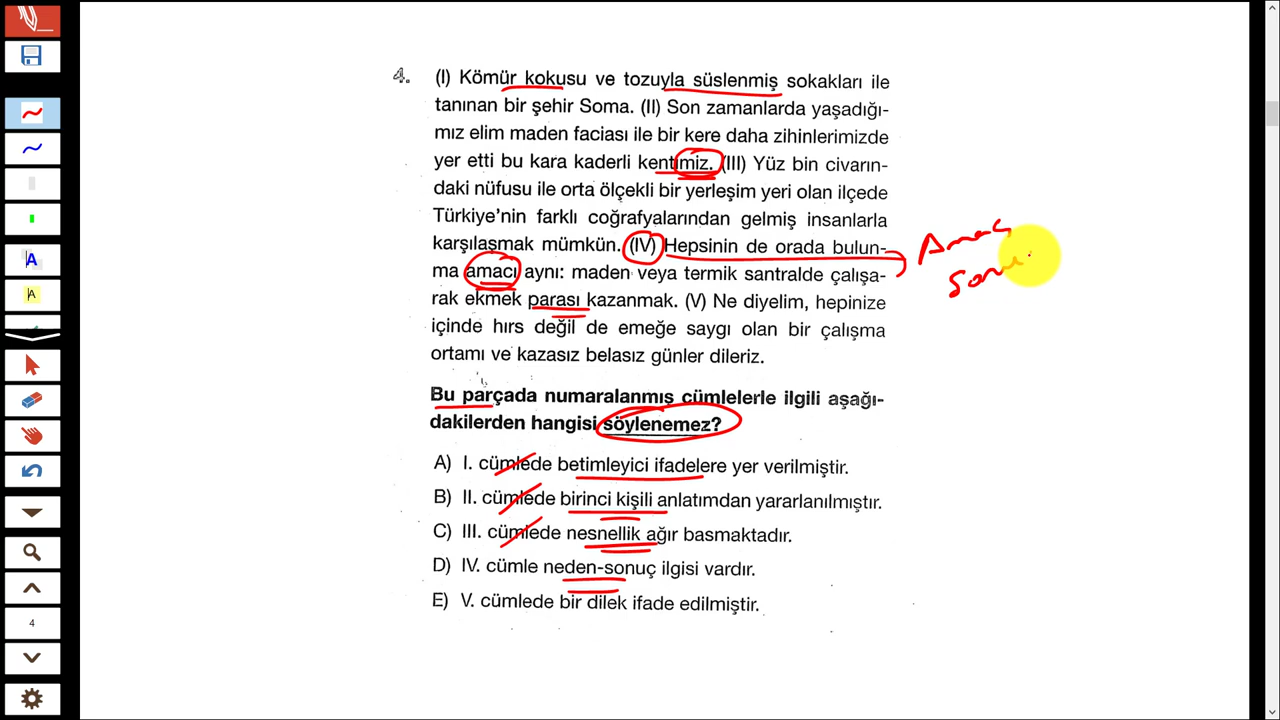 4. (I) Kömür kokusu ve tozuyla süslenmiş sokakları ile
tanınan bir şehir Soma. (II) Son zamanlarda yaşadığı-
mız elim maden faciası ile bir kere daha zihinlerimizde
yer etti bu kara kaderli kentimiz. (III) Yüz bin civarın-
daki nüfusu ile orta ölçekli bir yerleşim yeri olan ilçede
Türkiye'nin farklı coğrafyalarından gelmiş insanlarla
karşılaşmak mümkün. (IV) Hepsinin de orada bulun-
ma amacı aynı: maden veya termik santralde çalışa-
rak ekmek parası kazanmak. (V) Ne diyelim, hepinize
içinde hırs değil de emeğe saygı olan bir çalışma
ortamı ve kazasız belasız günler dileriz.
Amaç
Bu parçada numaralanmış cümlelerle ilgili aşağı-
dakilerden hangisi söylenemez?
A) I. cümlede betimleyici ifadelere yer verilmiştir.
B) II. cümlede birinci kişili anlatımdan yararlanılmıştır.
C) III. cümlede nesnellik ağır basmaktadır.
D) IV. cümle neden-sonuç ilgisi vardır.
E) V. cümlede bir dilek ifade edilmiştir.
A
A
4